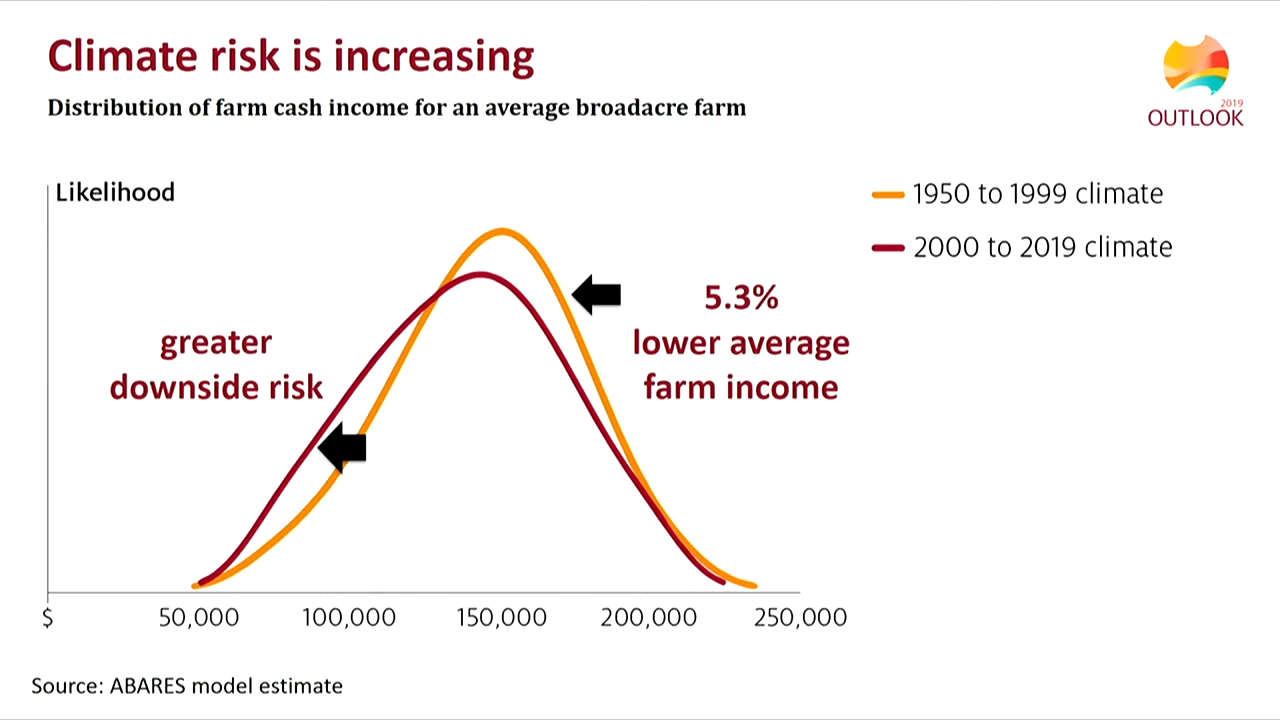 Climate risk is increasing
Distribution of farm cash income for an average broadacre farm
2019
OUTLOOK
Likelihood
1950 to 1999 climate
2000 to 2019 climate
5.3%
lower average
farm income
greater
downside risk
$ 50,000 100,000 150,000 200,000 250,000
Source: ABARES model estimate